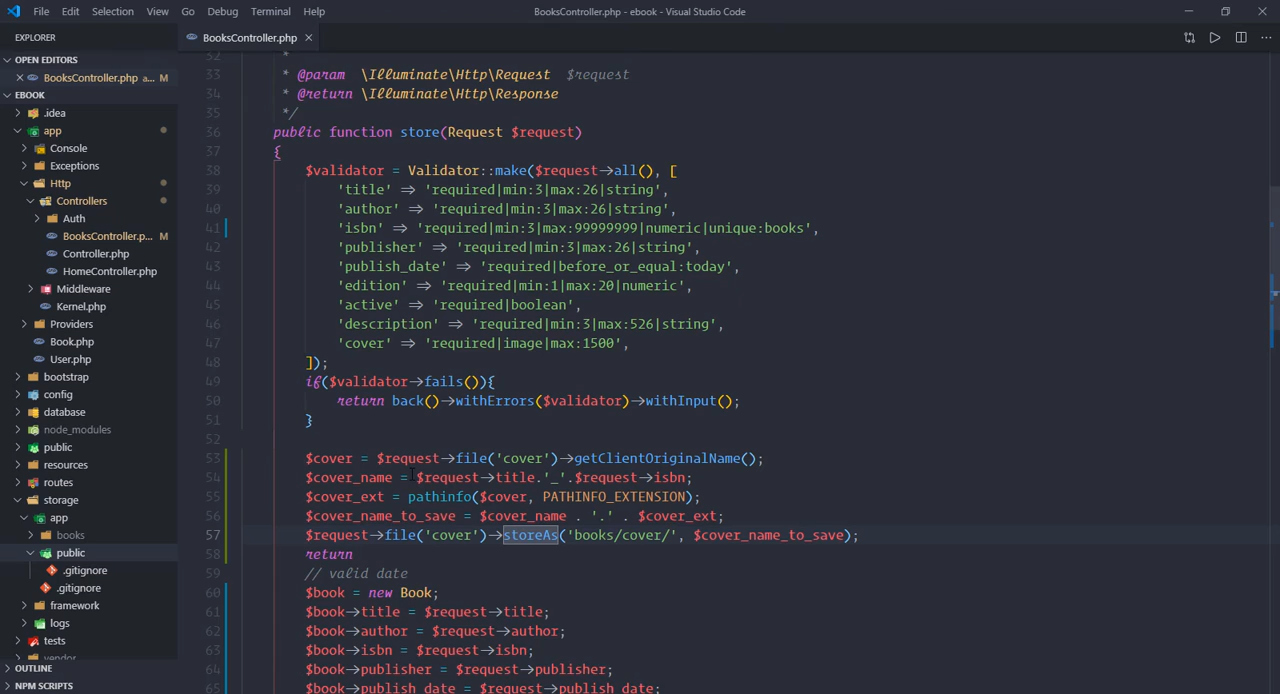 File Edit Selection View Go Debug Terminal Help
BooksController.php - ebook - Visual Studio Code
EXPLORER
OPEN EDITORS
BooksController.php a... M
EBOOK
.idea
app
Console
Exceptions
Http
Controllers
Auth
BooksController.p... M
Controller.php
HomeController.php
Middleware
Kernel.php
Providers
Book.php
User.php
bootstrap
config
database
node_modules
public
resources
routes
storage
app
books
public
.gitignore
.gitignore
framework
logs
tests
vendor
OUTLINE
NPM SCRIPTS
BooksController.php
32 *
33 * @param \Illuminate\Http\Request $request
34 * @return \Illuminate\Http\Response
35 */
36 public function store(Request $request)
37 {
38 $validator = Validator::make($request->all(), [
39 'title' => 'required|min:3|max:26|string',
40 'author' => 'required|min:3|max:26|string',
41 'isbn' => 'required|min:3|max:99999999|numeric|unique:books',
42 'publisher' => 'required|min:3|max:26|string',
43 'publish_date' => 'required|before_or_equal:today',
44 'edition' => 'required|min:1|max:20|numeric',
45 'active' => 'required|boolean',
46 'description' => 'required|min:3|max:526|string',
47 'cover' => 'required|image|max:1500',
48 ]);
49 if($validator->fails()){
50 return back()->withErrors($validator)->withInput();
51 }
52
53 $cover = $request->file('cover')->getClientOriginalName();
54 $cover_name = $request->title.'_'.$request->isbn;
55 $cover_ext = pathinfo($cover, PATHINFO_EXTENSION);
56 $cover_name_to_save = $cover_name . '.' . $cover_ext;
57 $request->file('cover')->storeAs('books/cover/', $cover_name_to_save);
58 return
59 // valid date
60 $book = new Book;
61 $book->title = $request->title;
62 $book->author = $request->author;
63 $book->isbn = $request->isbn;
64 $book->publisher = $request->publisher;
65 $book->publish_date = $request->publish_date;